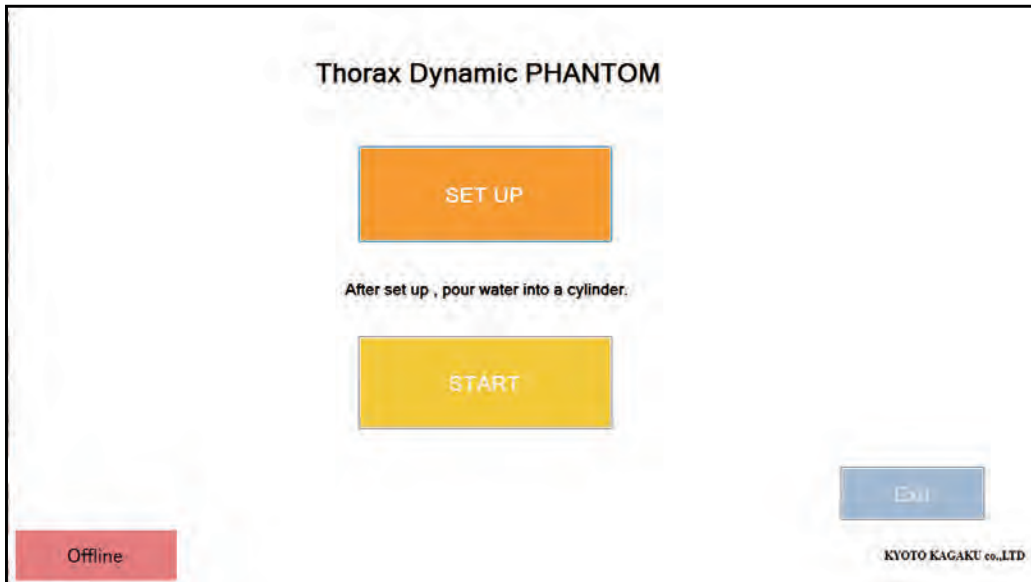 Thorax Dynamic PHANTOM
SET UP
After set up , pour water into a cylinder.
START
Exit
Offline
KYOTO KAGAKU co.,LTD